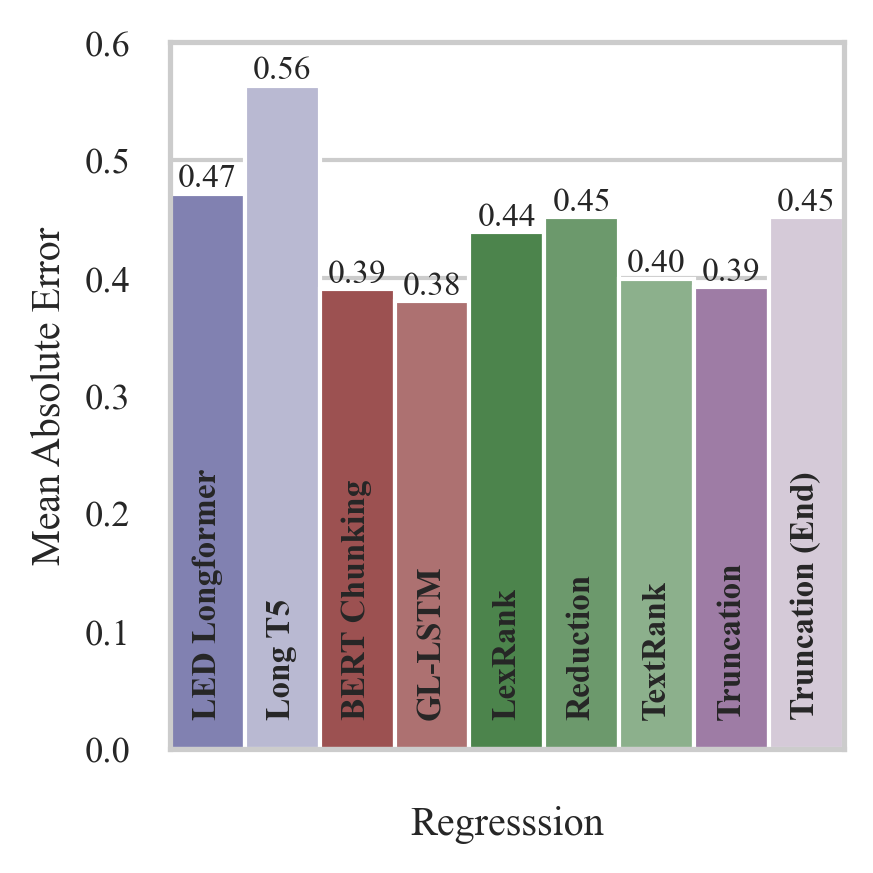 0.6
0.5
0.4
0.3
0.2
0.1
0.0
Mean Absolute Error
0.47
0.56
0.39
0.38
0.44
0.45
0.40
0.39
0.45
LED Longformer
Long T5
BERT Chunking
GL-LSTM
LexRank
Reduction
TextRank
Truncation
Truncation (End)
Regresssion